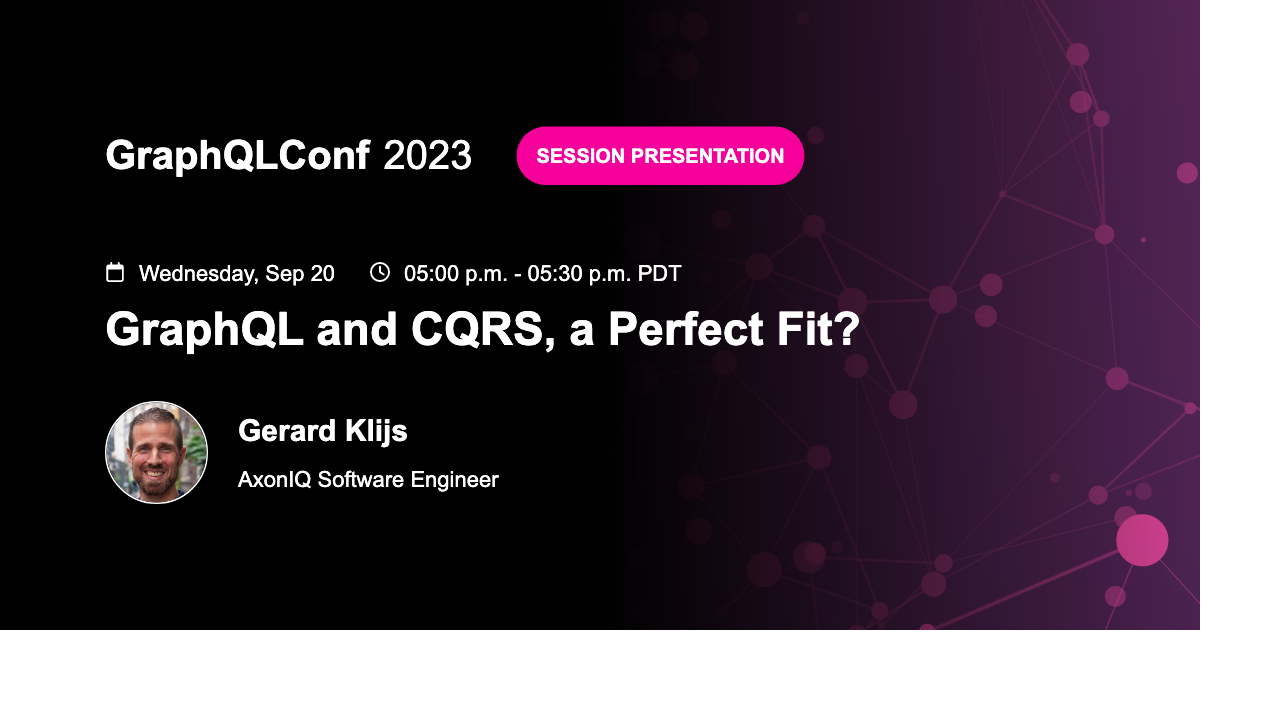 GraphQLConf 2023
SESSION PRESENTATION
Wednesday, Sep 20
05:00 p.m. - 05:30 p.m. PDT
GraphQL and CQRS, a Perfect Fit?
Gerard Klijs
AxonIQ Software Engineer